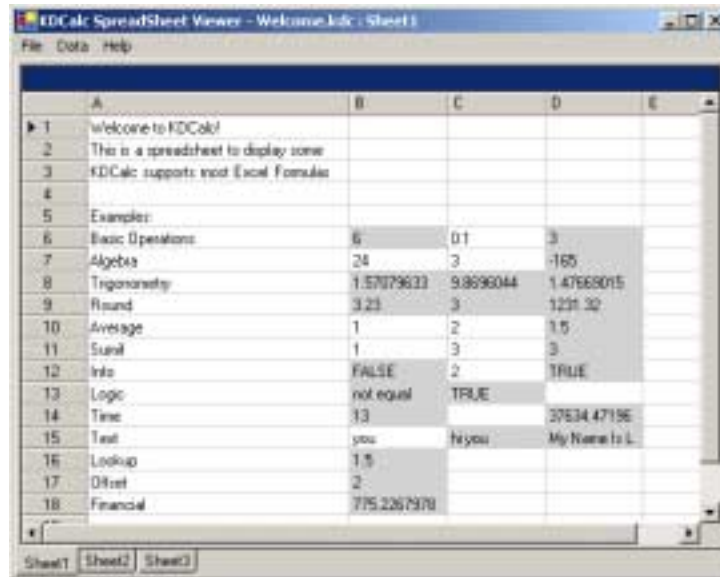 KDCalc SpreadSheet Viewer - Welcome.kdc : Sheet1
File Data Help
A B C D E
1 Welcome to KDCalc!
2 This is a spreadsheet to display some
3 KDCalc supports most Excel Formulas
4
5 Examples:
6 Basic Operations 6 0.1 3
7 Algebra 24 3 -165
8 Trigonometry 1.57079633 9.8696044 1.47669015
9 Round 3.23 3 1231.32
10 Average 1 2 1.5
11 Sumif 1 3 3
12 Info FALSE 2 TRUE
13 Logic not equal TRUE
14 Time 13 37634.47196
15 Text you hi you My Name Is L
16 Lookup 1.5
17 Offset 2
18 Financial 775.2267978
Sheet1 Sheet2 Sheet3